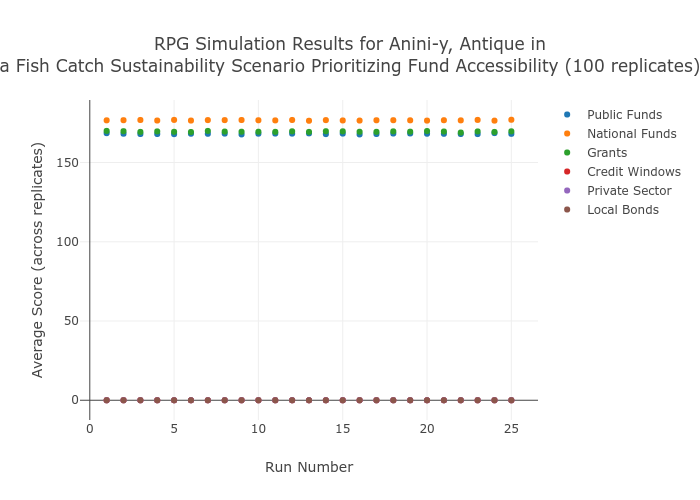 RPG Simulation Results for Anini-y, Antique in
a Fish Catch Sustainability Scenario Prioritizing Fund Accessibility (100 replicates)
Average Score (across replicates)
150
100
50
0
0
5
10
15
20
25
Run Number
Public Funds
National Funds
Grants
Credit Windows
Private Sector
Local Bonds